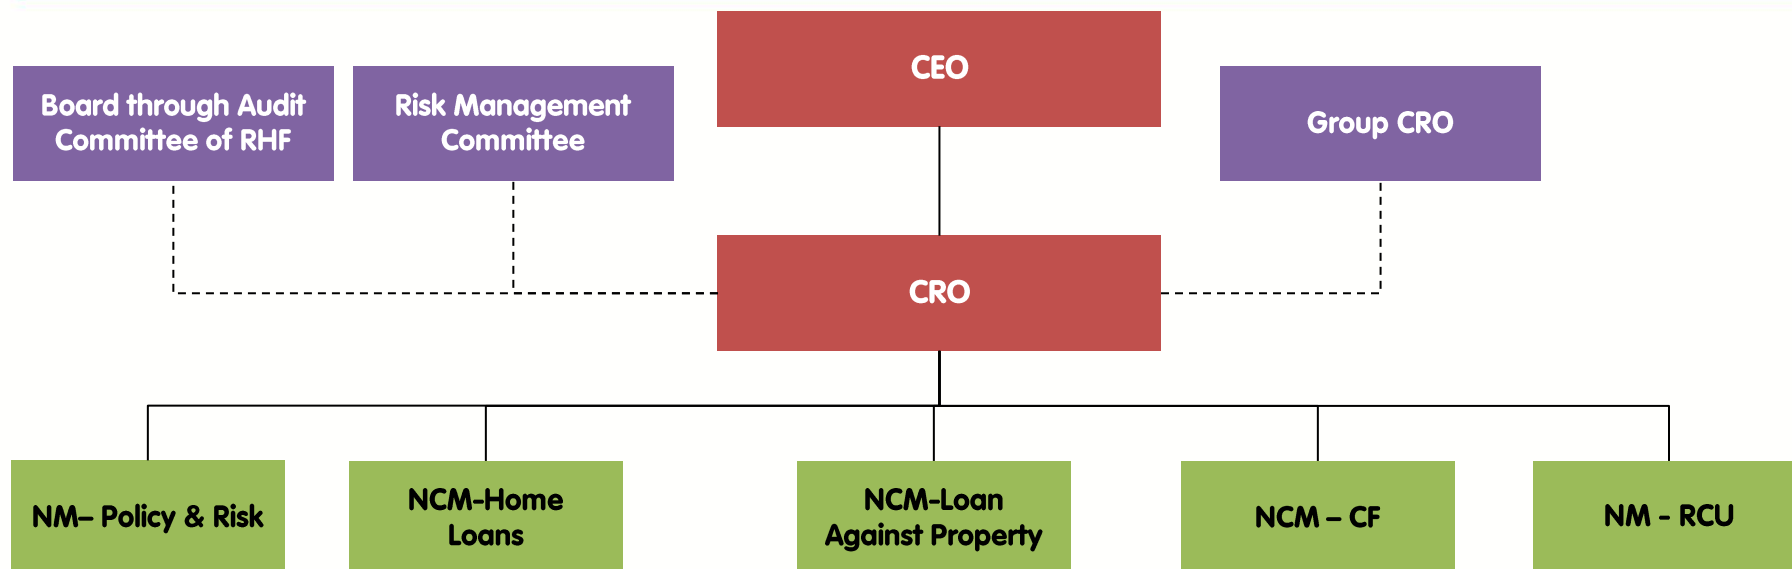 CEO
Board through Audit
Committee of RHF
Risk Management
Committee
Group CRO
CRO
NM– Policy & Risk
NCM-Home
Loans
NCM-Loan
Against Property
NCM – CF
NM - RCU